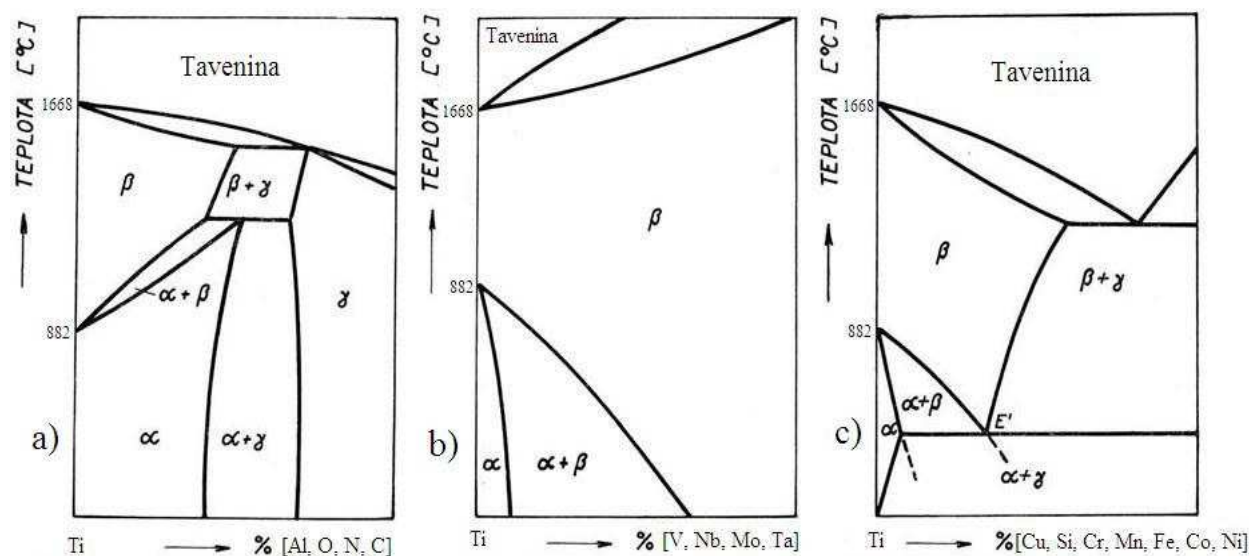 TEPLOTA [°C]
Tavenina
1668
β
β+γ
α+β
γ
882
a)
α
α+γ
Ti
% [Al, O, N, C]
TEPLOTA [°C]
Tavenina
1668
β
882
b)
α
α+β
Ti
% [V, Nb, Mo, Ta]
TEPLOTA [°C]
Tavenina
1668
β
β+γ
882
α+β
E'
c)
α
α+γ
Ti
%[Cu, Si, Cr, Mn, Fe, Co, Ni]